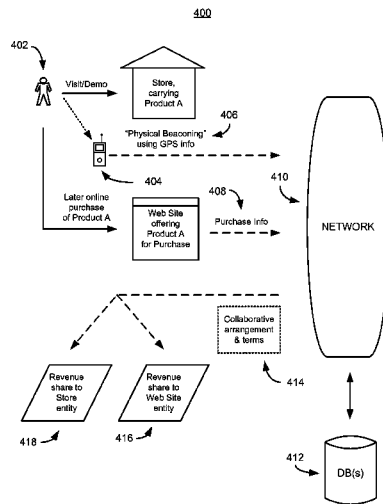 400
402
Visit/Demo
Store,
carrying
Product A
"Physical Beaconing"
using GPS info
406
404
408
410
Later online
purchase
of Product A
Web Site
offering
Product A
for Purchase
Purchase Info
NETWORK
Collaborative
arrangement
& terms
414
Revenue
share to
Store
entity
Revenue
share to
Web Site
entity
418
416
412
DB(s)